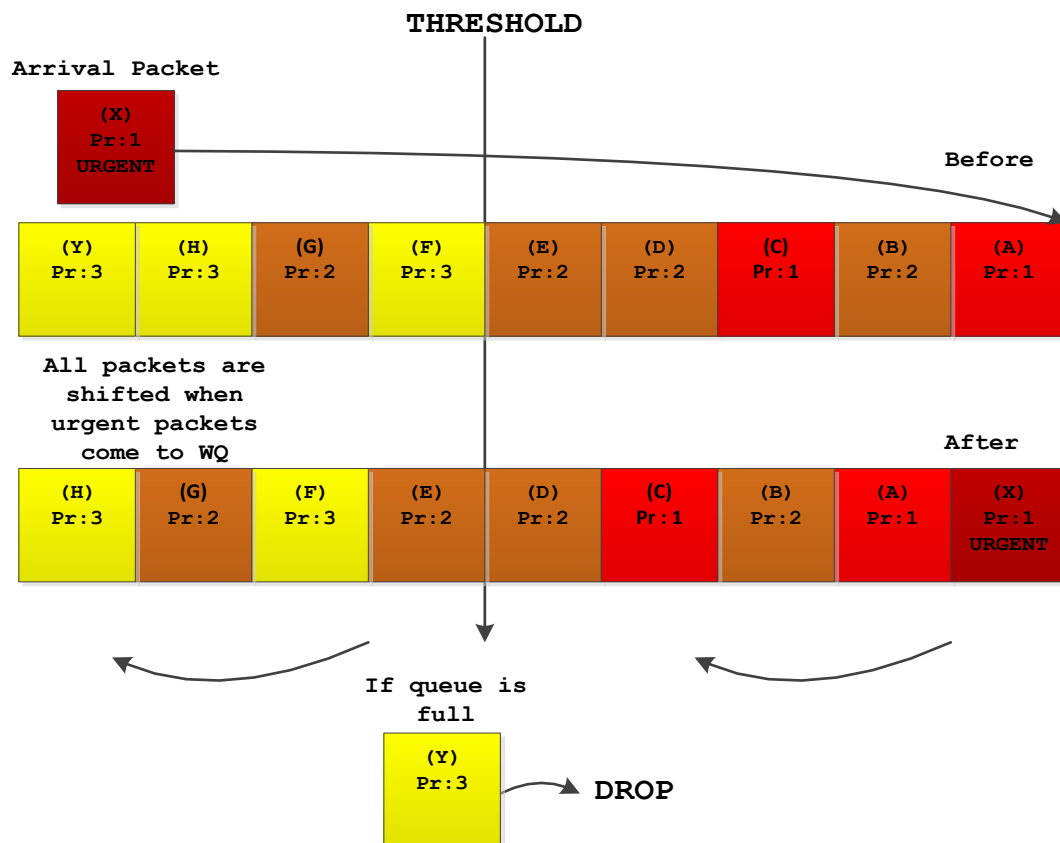 THRESHOLD
Arrival Packet
(X)
Pr:1
URGENT
Before
(Y)
Pr:3
(H)
Pr:3
(G)
Pr:2
(F)
Pr:3
(E)
Pr:2
(D)
Pr:2
(C)
Pr:1
(B)
Pr:2
(A)
Pr:1
All packets are
shifted when
urgent packets
come to WQ
After
(H)
Pr:3
(G)
Pr:2
(F)
Pr:3
(E)
Pr:2
(D)
Pr:2
(C)
Pr:1
(B)
Pr:2
(A)
Pr:1
(X)
Pr:1
URGENT
If queue is
full
(Y)
Pr:3
DROP